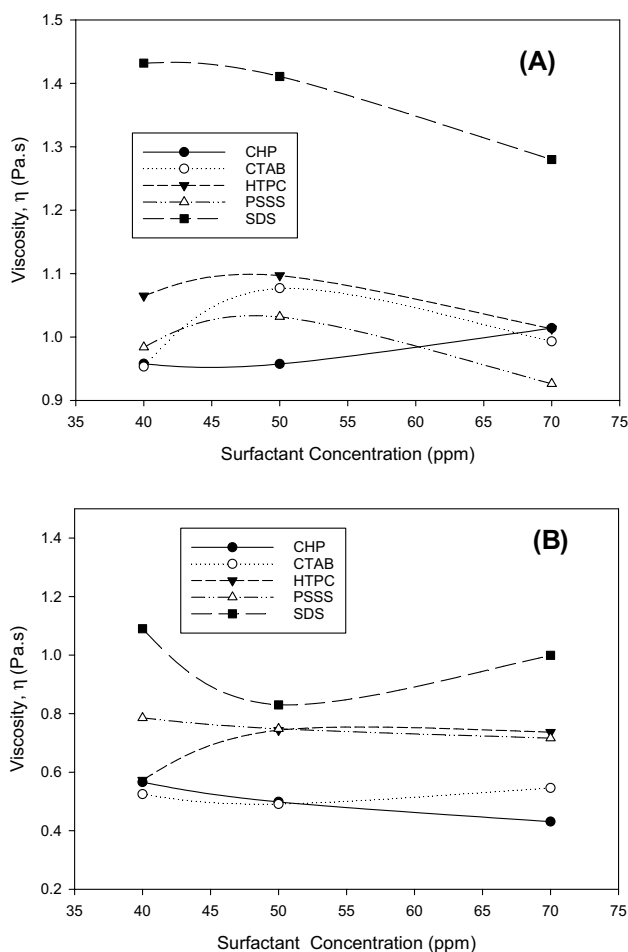 1.5
(A)
1.4
1.3
1.2
1.1
1.0
0.9
Viscosity, η (Pa.s)
CHP
CTAB
HTPC
PSSS
SDS
35 40 45 50 55 60 65 70 75
Surfactant Concentration (ppm)
(B)
1.4
1.2
1.0
0.8
0.6
0.4
0.2
Viscosity, η (Pa.s)
CHP
CTAB
HTPC
PSSS
SDS
35 40 45 50 55 60 65 70 75
Surfactant Concentration (ppm)